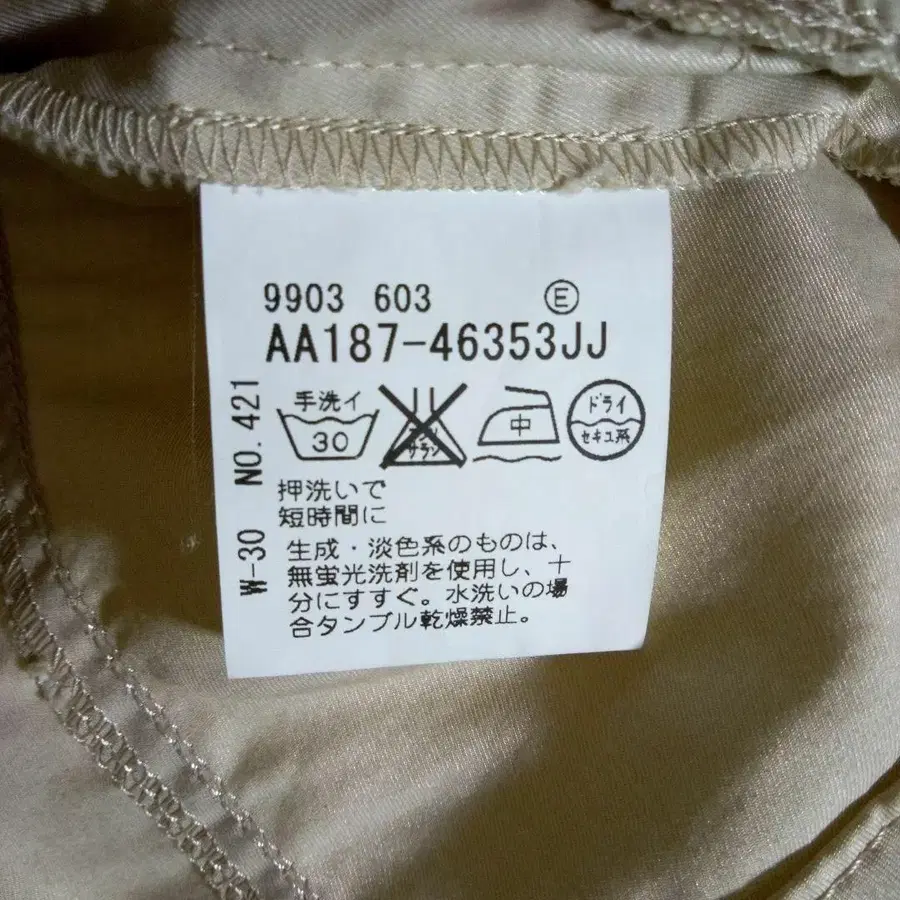 9903 603 Ⓔ
AA187-46353JJ
手洗イ
30
エンソ
サラシ
中
ドライ
セキユ系
押洗いで
短時間に
生成・淡色系のものは、
無蛍光洗剤を使用し、十
分にすすぐ。水洗いの場
合タンブル乾燥禁止。
W-30 NO.421